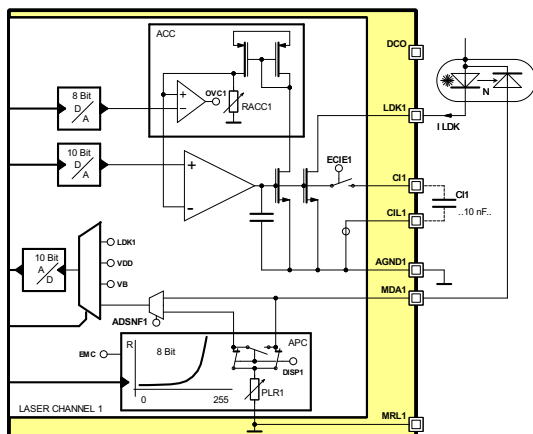 ACC
DCO
8 Bit
D
A
OVC1
RACC1
LDK1
I LDK
N
10 Bit
D
A
ECIE1
CI1
CI1
..10 nF..
CIL1
AGND1
10 Bit
A
D
LDK1
VDD
VB
MDA1
ADSNF1
R
8 Bit
APC
EMC
DISP1
PLR1
0
255
LASER CHANNEL 1
MRL1